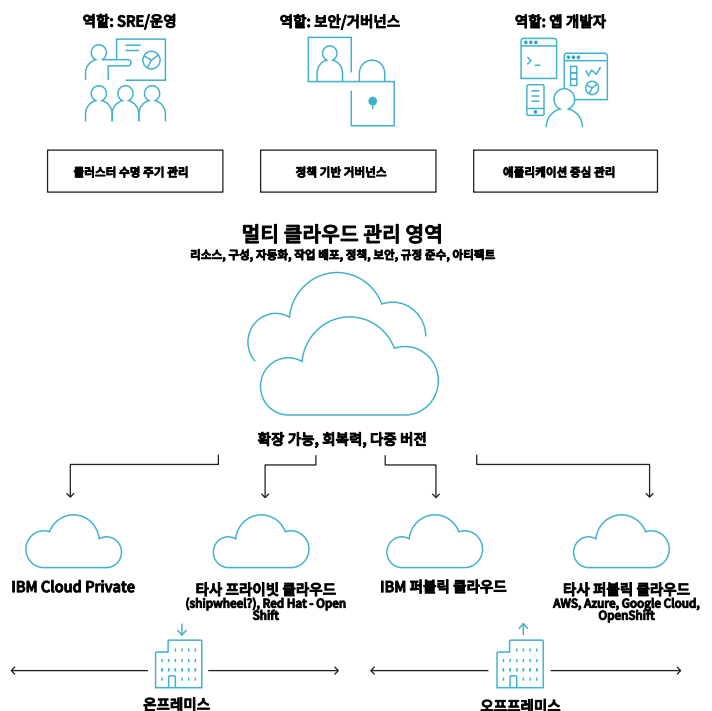 역할: SRE/운영
역할: 보안/거버넌스
역할: 앱 개발자
클러스터 수명 주기 관리
정책 기반 거버넌스
애플리케이션 중심 관리
멀티 클라우드 관리 영역
리소스, 구성, 자동화, 작업 배포, 정책, 보안, 규정 준수, 아티팩트
확장 가능, 회복력, 다중 버전
IBM Cloud Private
타사 프라이빗 클라우드
(shipwheel?), Red Hat - Open
Shift
IBM 퍼블릭 클라우드
타사 퍼블릭 클라우드
AWS, Azure, Google Cloud,
OpenShift
온프레미스
오프프레미스